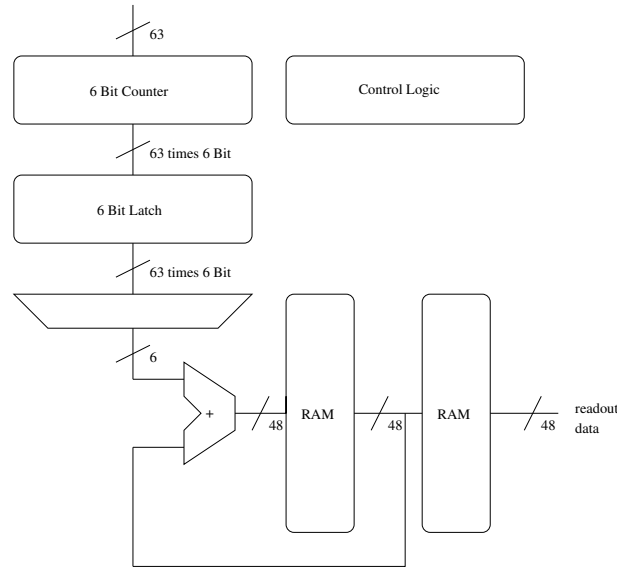 63
6 Bit Counter
Control Logic
63 times 6 Bit
6 Bit Latch
63 times 6 Bit
6
+
48
RAM
48
RAM
48
readout
data